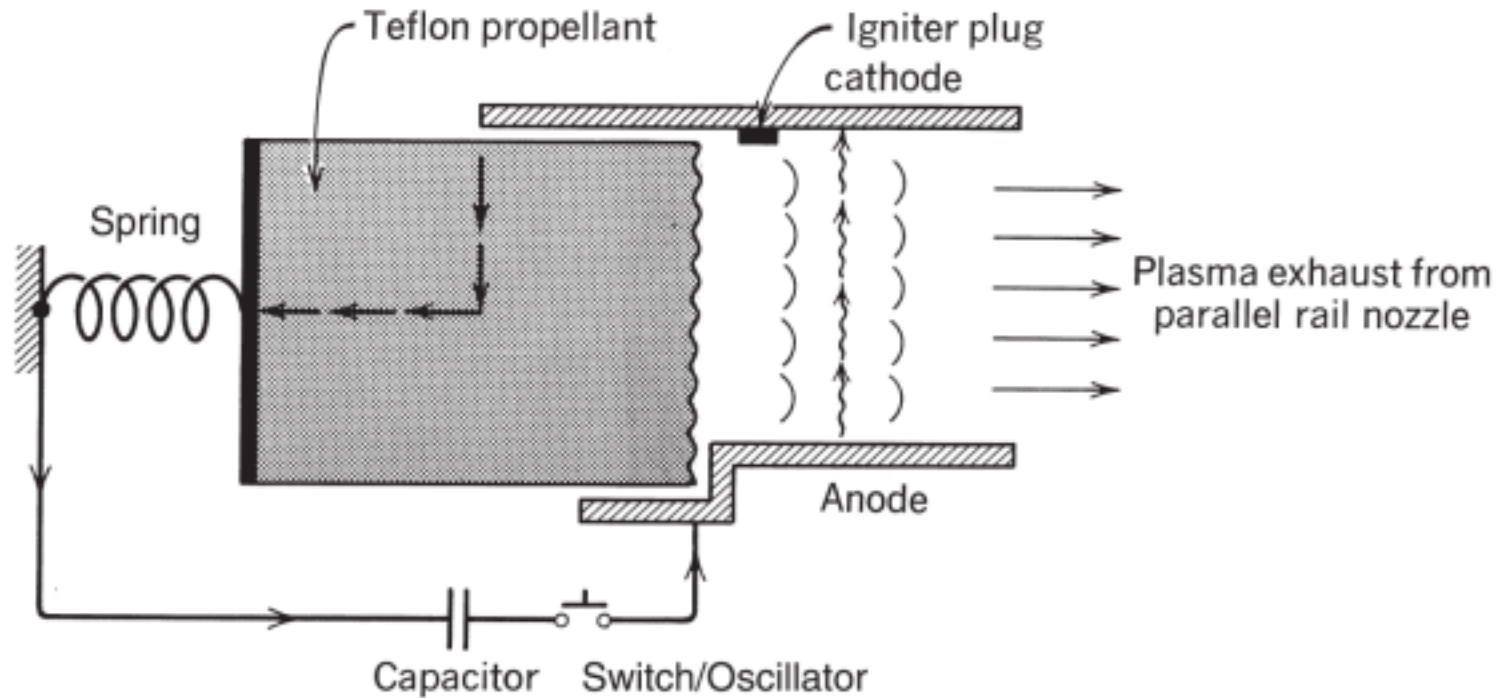 Teflon propellant
Igniter plug
cathode
Spring
Plasma exhaust from
parallel rail nozzle
Anode
Capacitor
Switch/Oscillator